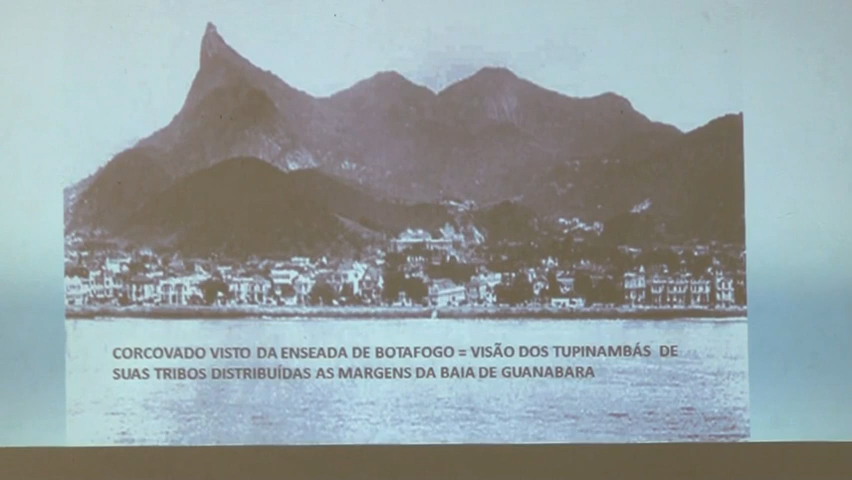 CORCOVADO VISTO DA ENSEADA DE BOTAFOGO = VISÃO DOS TUPINAMBÁS DE
SUAS TRIBOS DISTRIBUÍDAS AS MARGENS DA BAIA DE GUANABARA